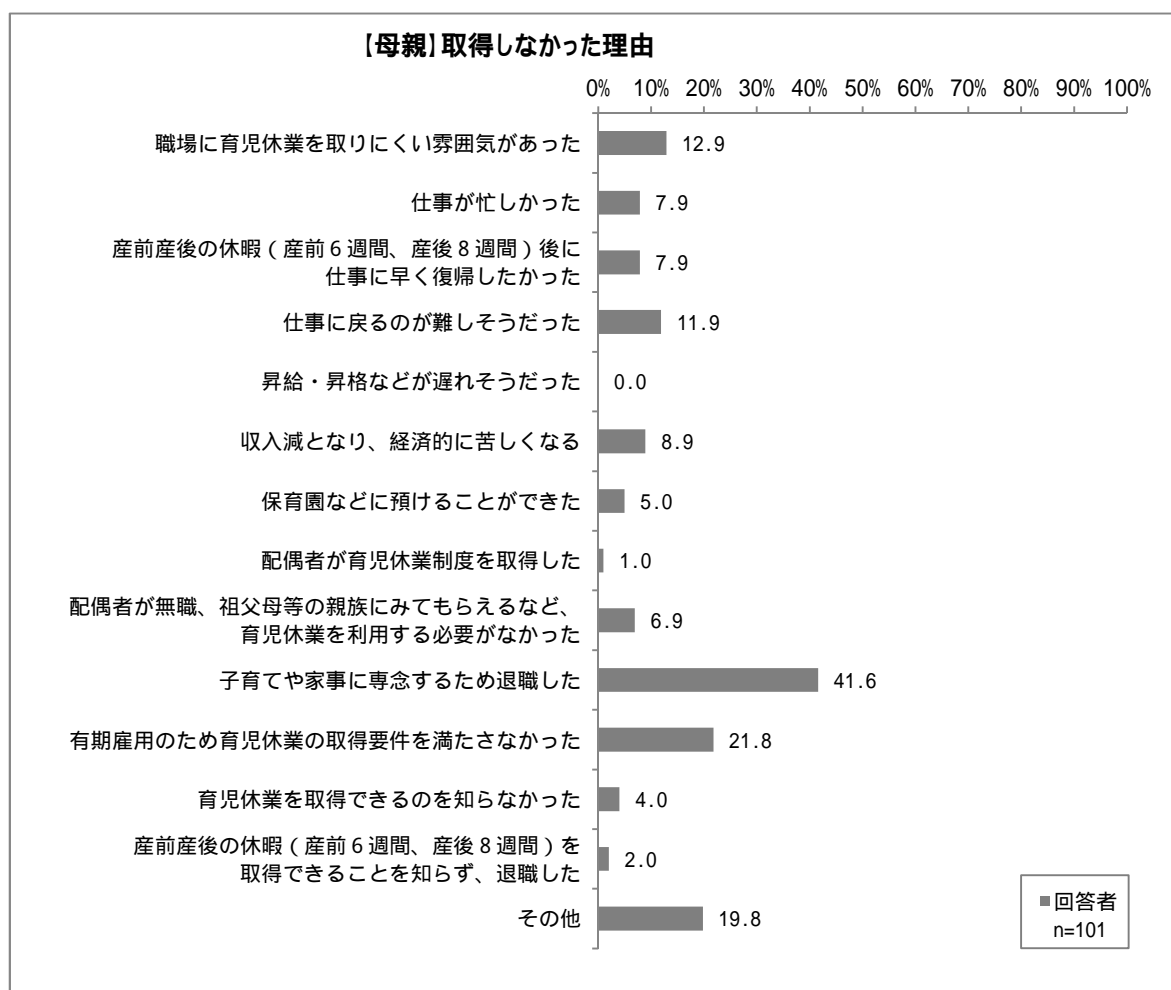 【母親】取得しなかった理由
0% 10% 20% 30% 40% 50% 60% 70% 80% 90% 100%
職場に育児休業を取りにくい雰囲気があった 12.9
仕事が忙しかった 7.9
産前産後の休暇（産前６週間、産後８週間）後に
仕事に早く復帰したかった 7.9
仕事に戻るのが難しそうだった 11.9
昇給・昇格などが遅れそうだった 0.0
収入減となり、経済的に苦しくなる 8.9
保育園などに預けることができた 5.0
配偶者が育児休業制度を取得した 1.0
配偶者が無職、祖父母等の親族にみてもらえるなど、
育児休業を利用する必要がなかった 6.9
子育てや家事に専念するため退職した 41.6
有期雇用のため育児休業の取得要件を満たさなかった 21.8
育児休業を取得できるのを知らなかった 4.0
産前産後の休暇（産前６週間、産後８週間）を
取得できることを知らず、退職した 2.0
その他 19.8
回答者
n=101